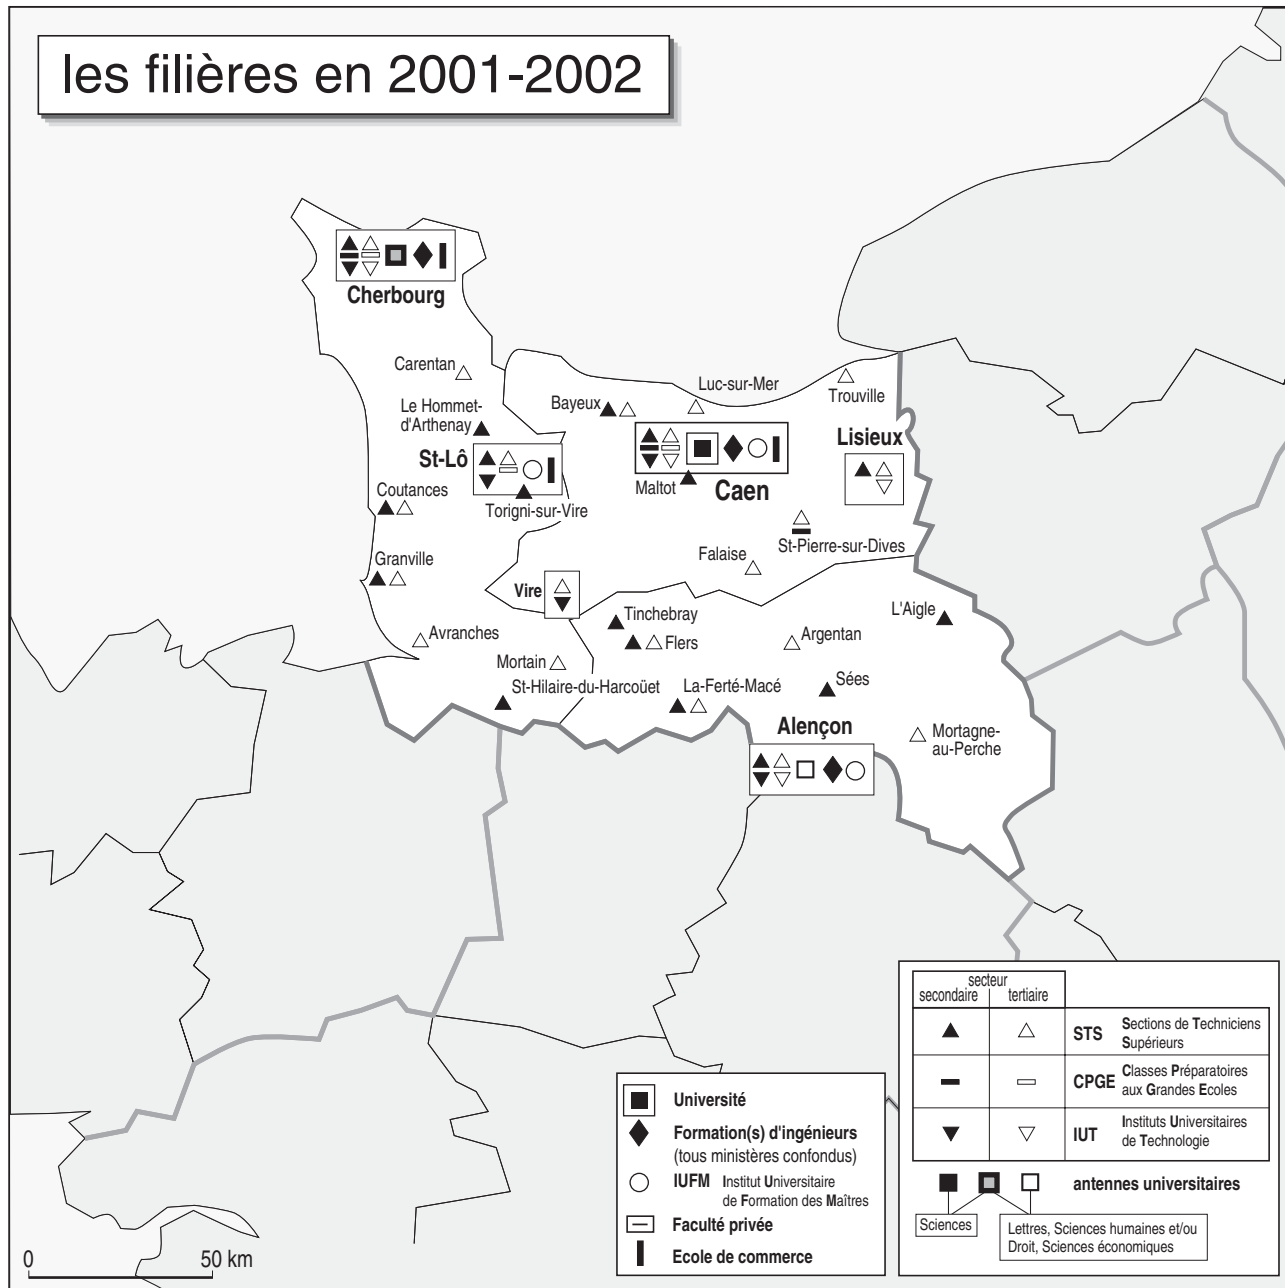 les filières en 2001-2002
Cherbourg
Carentan
Luc-sur-Mer
Trouville
Le Hommet-
d'Arthenay
Bayeux
Lisieux
St-Lô
Maltot
Caen
Coutances
Torigni-sur-Vire
St-Pierre-sur-Dives
Granville
Falaise
Vire
Tinchebray
L'Aigle
Avranches
Flers
Argentan
Mortain
St-Hilaire-du-Harcoüet
La-Ferté-Macé
Sées
Alençon
Mortagne-
au-Perche
secteur
secondaire
tertiaire
STS Sections de Techniciens
Supérieurs
CPGE Classes Préparatoires
aux Grandes Ecoles
IUT Instituts Universitaires
de Technologie
antennes universitaires
Sciences
Lettres, Sciences humaines et/ou
Droit, Sciences économiques
Université
Formation(s) d'ingénieurs
(tous ministères confondus)
IUFM Institut Universitaire
de Formation des Maîtres
Faculté privée
Ecole de commerce
0 50 km